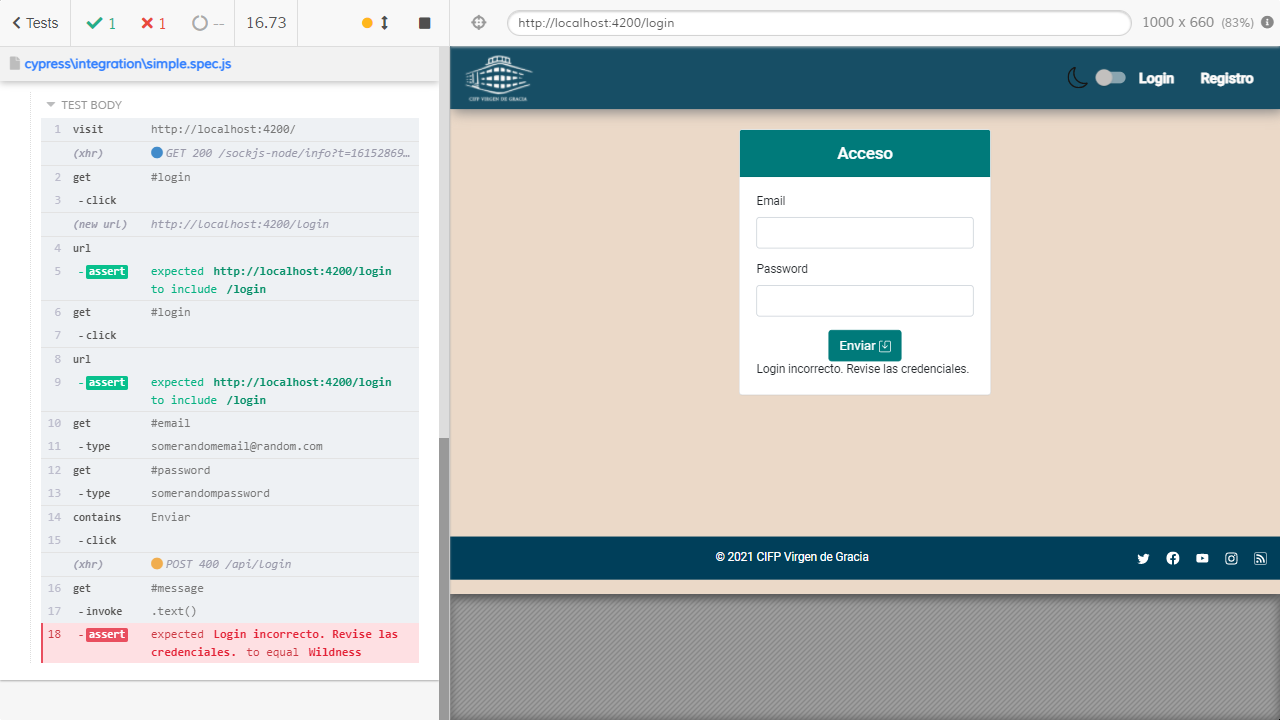 Tests
1
1
--
16.73
http://localhost:4200/login
1000 x 660 (83%)
cypress\integration\simple.spec.js
TEST BODY
1 visit http://localhost:4200/
(xhr) GET 200 /sockjs-node/info?t=16152869…
2 get #login
3 -click
(new url) http://localhost:4200/login
4 url
5 -assert expected http://localhost:4200/login
to include /login
6 get #login
7 -click
8 url
9 -assert expected http://localhost:4200/login
to include /login
10 get #email
11 -type somerandomemail@random.com
12 get #password
13 -type somerandompassword
14 contains Enviar
15 -click
(xhr) POST 400 /api/login
16 get #message
17 -invoke .text()
18 -assert expected Login incorrecto. Revise las
credenciales. to equal Wildness
CIFP VIRGEN DE GRACIA
Login
Registro
Acceso
Email
Password
Enviar
Login incorrecto. Revise las credenciales.
© 2021 CIFP Virgen de Gracia